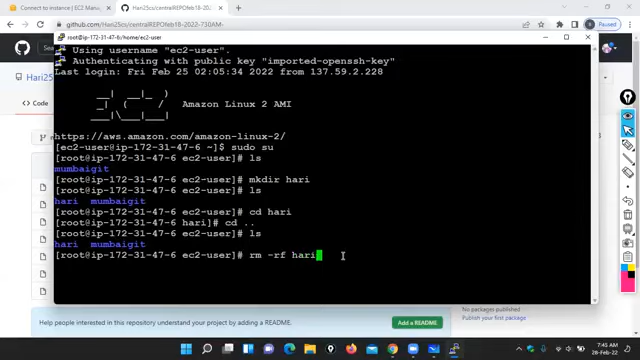 Connect to instance | EC2 Manag
github.com/Hari25cs/centralREPOfeb18-2022-730AM-
root@ip-172-31-47-6:/home/ec2-user
Using username "ec2-user".
Authenticating with public key "imported-openssh-key"
Last login: Fri Feb 25 02:05:34 2022 from 137.59.2.228
__|  __|_  )
_|  (     /   Amazon Linux 2 AMI
___|\___|___|
https://aws.amazon.com/amazon-linux-2/
[ec2-user@ip-172-31-47-6 ~]$ sudo su
[root@ip-172-31-47-6 ec2-user]# ls
mumbaigit
[root@ip-172-31-47-6 ec2-user]# mkdir hari
[root@ip-172-31-47-6 ec2-user]# ls
hari  mumbaigit
[root@ip-172-31-47-6 ec2-user]# cd hari
[root@ip-172-31-47-6 hari]# cd ..
[root@ip-172-31-47-6 ec2-user]# ls
hari  mumbaigit
[root@ip-172-31-47-6 ec2-user]# rm -rf hari
Hari
Code
No packages published
Publish your first package
Help people interested in this repository understand your project by adding a README.
Add a README
7:45 AM
28-Feb-22